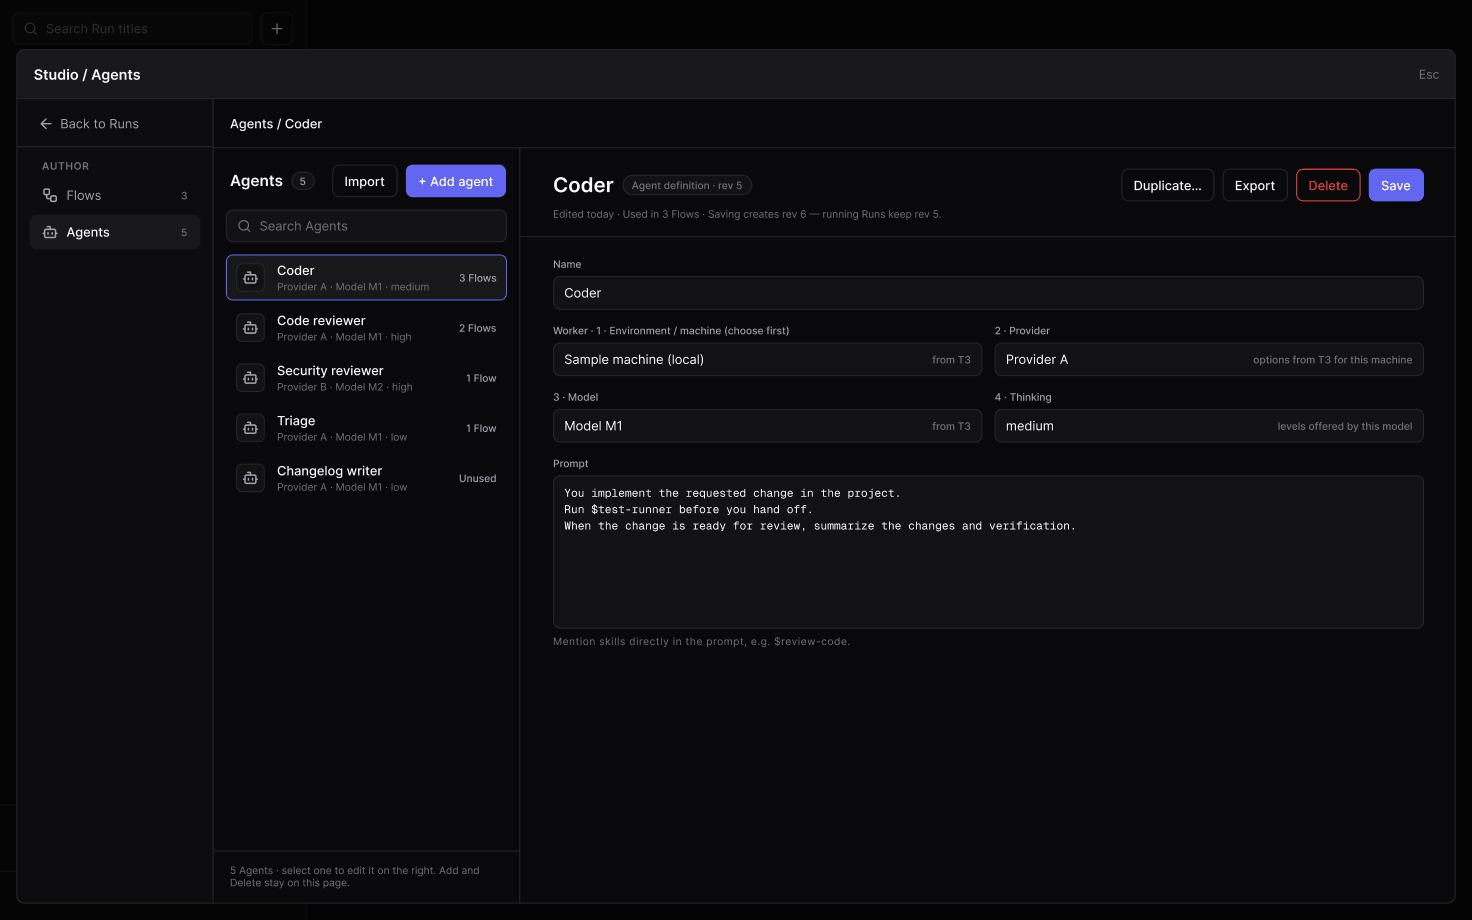 Search Run titles
+
Studio / Agents
Esc
Back to Runs
AUTHOR
Flows 3
Agents 5
Agents / Coder
Agents 5
Import
+ Add agent
Search Agents
Coder
Provider A · Model M1 · medium
3 Flows
Code reviewer
Provider A · Model M1 · high
2 Flows
Security reviewer
Provider B · Model M2 · high
1 Flow
Triage
Provider A · Model M1 · low
1 Flow
Changelog writer
Provider A · Model M1 · low
Unused
5 Agents · select one to edit it on the right. Add and
Delete stay on this page.
Coder
Agent definition · rev 5
Duplicate...
Export
Delete
Save
Edited today · Used in 3 Flows · Saving creates rev 6 — running Runs keep rev 5.
Name
Coder
Worker · 1 · Environment / machine (choose first)
Sample machine (local) from T3
2 · Provider
Provider A options from T3 for this machine
3 · Model
Model M1 from T3
4 · Thinking
medium levels offered by this model
Prompt
You implement the requested change in the project.
Run $test-runner before you hand off.
When the change is ready for review, summarize the changes and verification.
Mention skills directly in the prompt, e.g. $review-code.